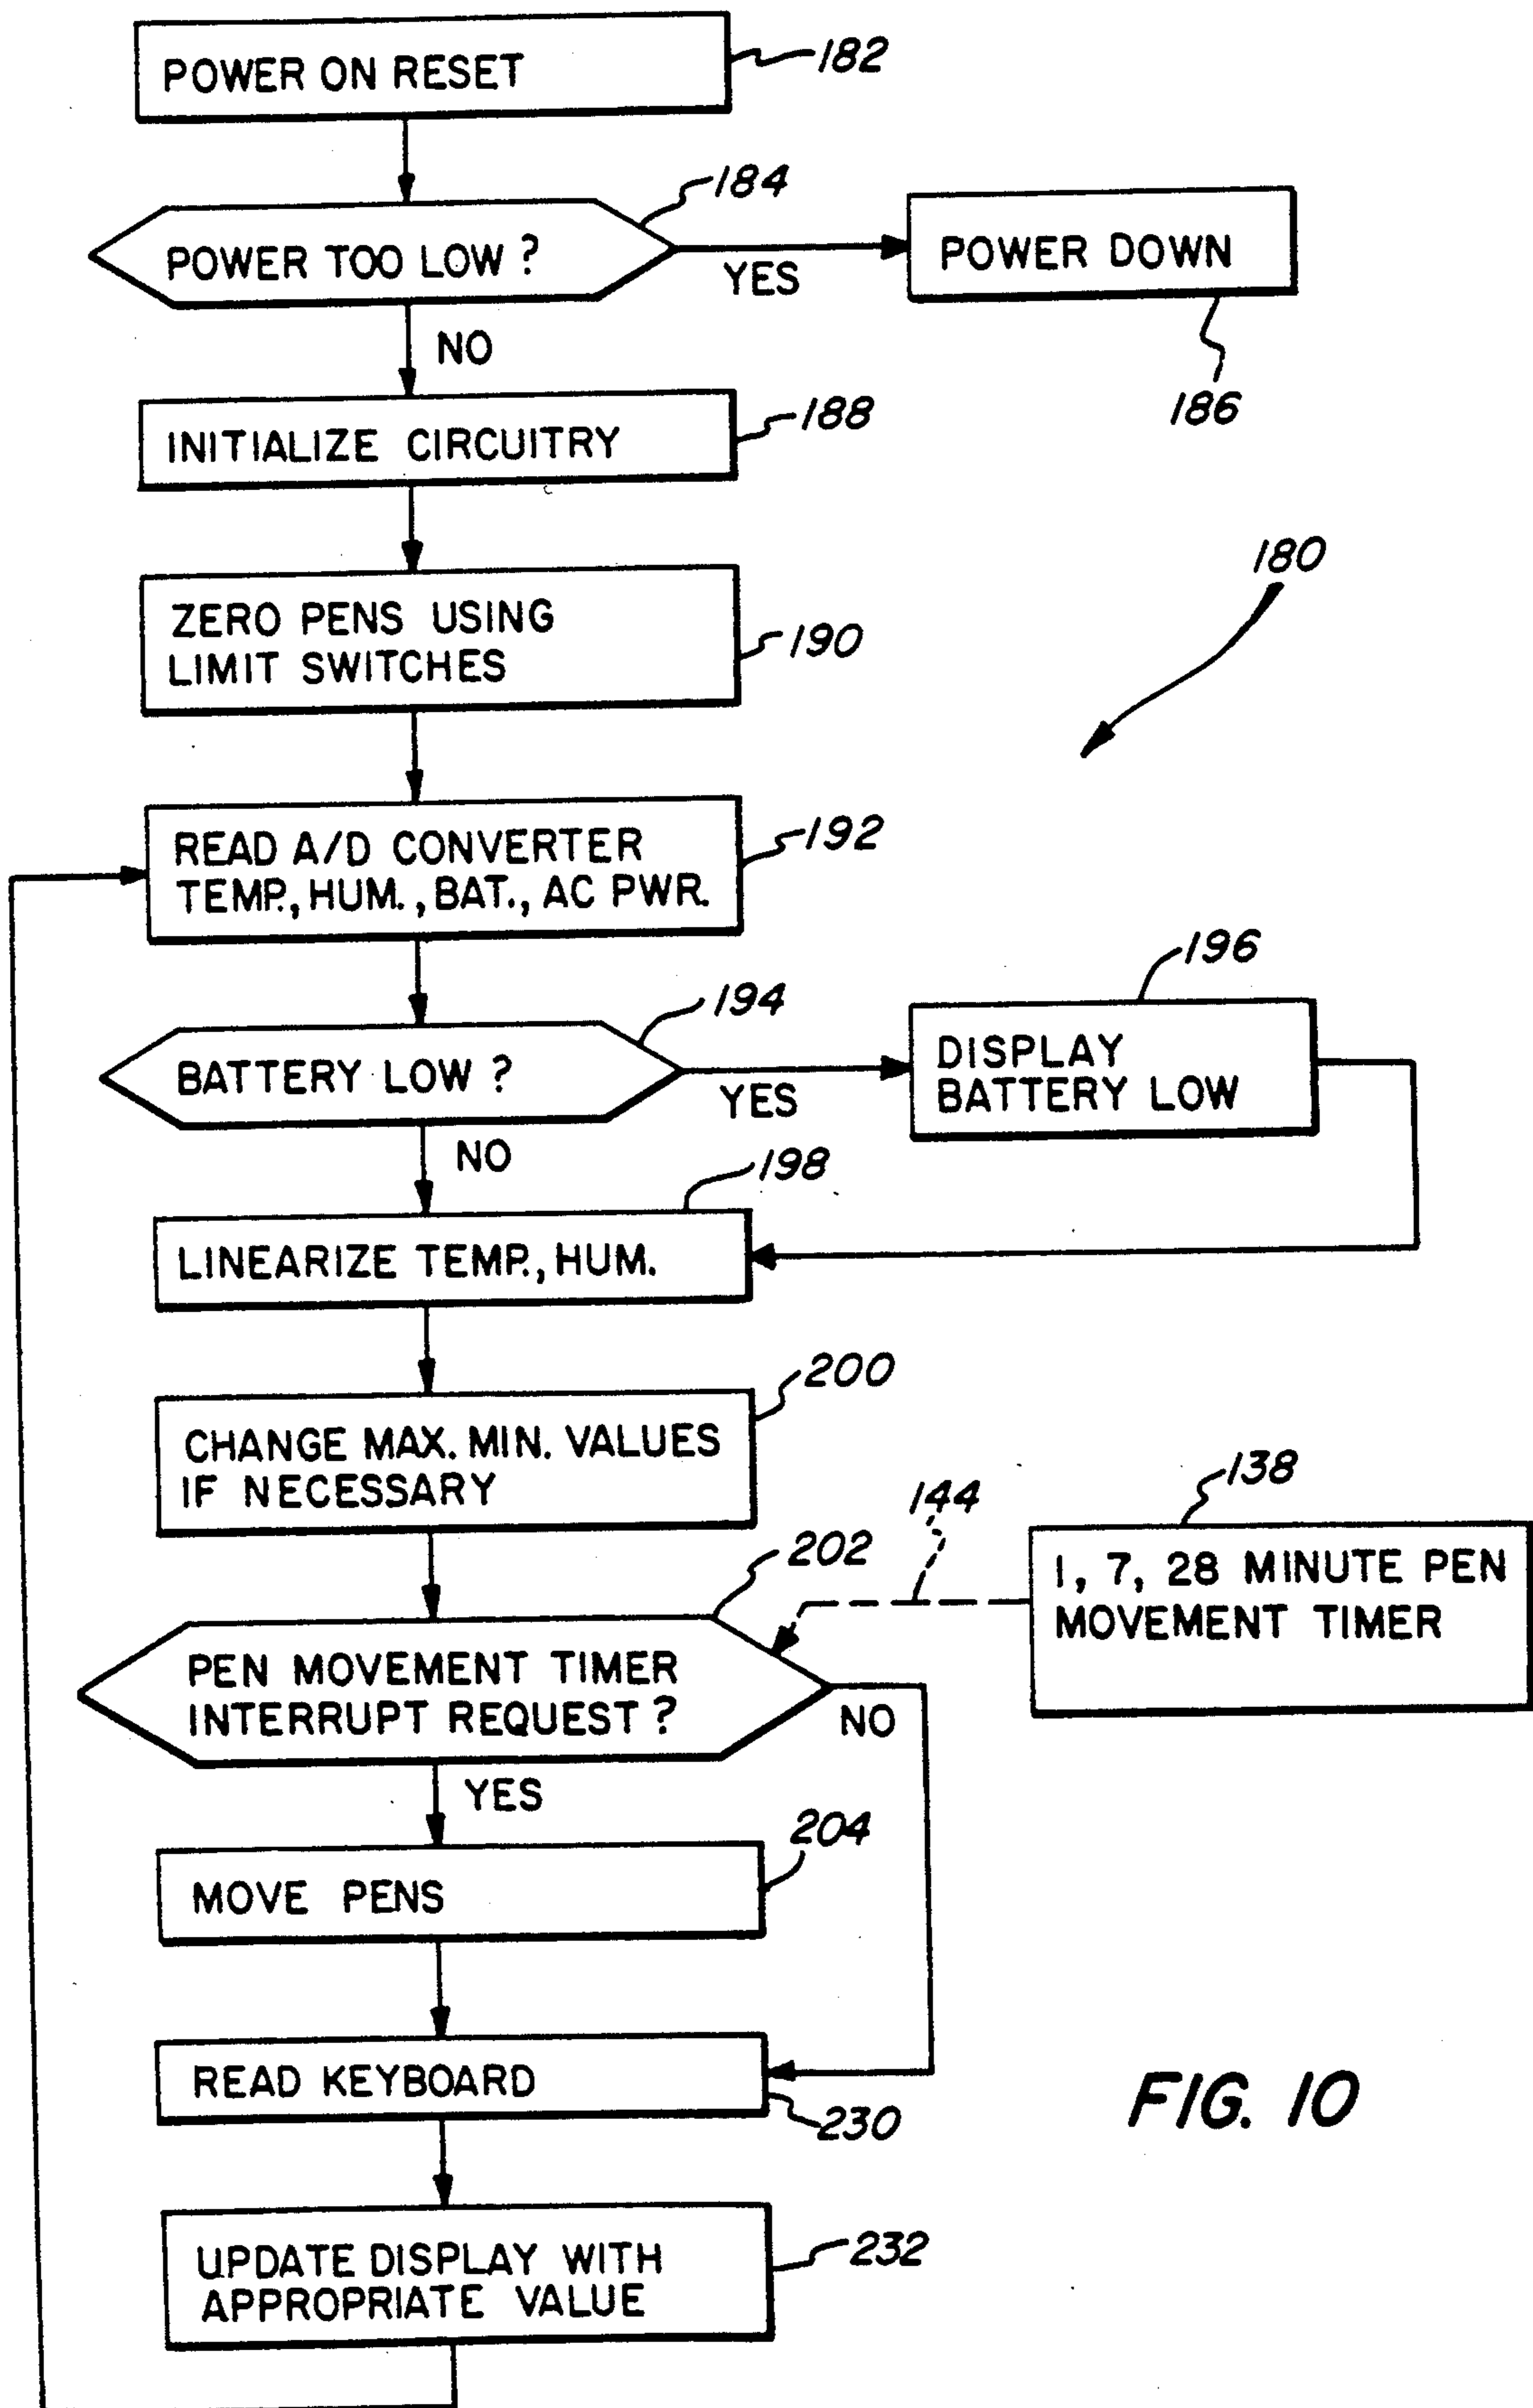 POWER ON RESET
182
184
POWER TOO LOW ?
YES
POWER DOWN
186
NO
INITIALIZE CIRCUITRY
188
180
ZERO PENS USING
LIMIT SWITCHES
190
READ A/D CONVERTER
TEMP., HUM., BAT., AC PWR.
192
194
BATTERY LOW ?
YES
196
DISPLAY
BATTERY LOW
NO
198
LINEARIZE TEMP., HUM.
200
CHANGE MAX. MIN. VALUES
IF NECESSARY
138
144
1, 7, 28 MINUTE PEN
MOVEMENT TIMER
202
PEN MOVEMENT TIMER
INTERRUPT REQUEST ?
NO
YES
204
MOVE PENS
READ KEYBOARD
230
FIG. 10
UPDATE DISPLAY WITH
APPROPRIATE VALUE
232